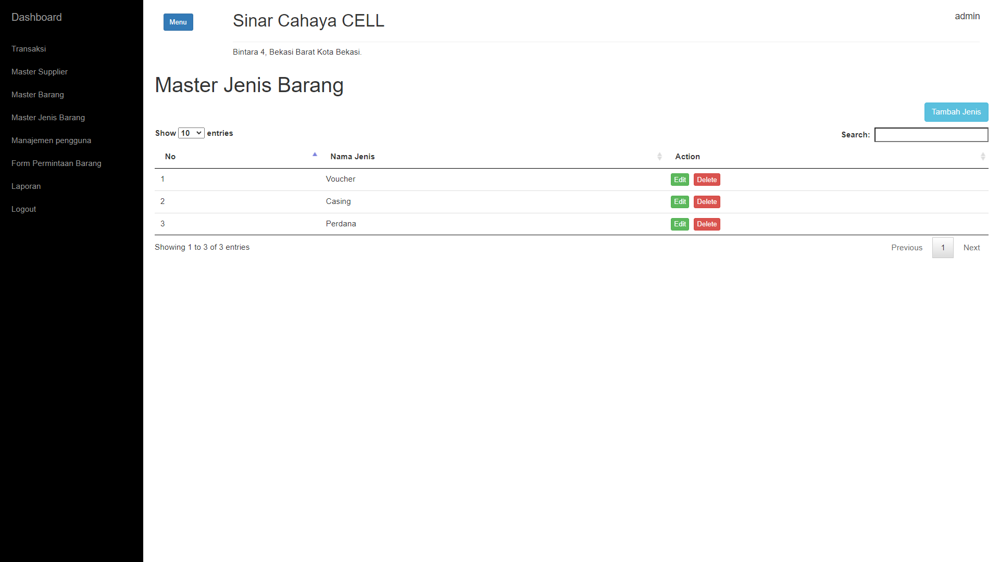 Dashboard
Transaksi
Master Supplier
Master Barang
Master Jenis Barang
Manajemen pengguna
Form Permintaan Barang
Laporan
Logout
Menu
Sinar Cahaya CELL
admin
Bintara 4, Bekasi Barat Kota Bekasi.
Master Jenis Barang
Tambah Jenis
Show 10 entries
Search:
No Nama Jenis Action
1 Voucher Edit Delete
2 Casing Edit Delete
3 Perdana Edit Delete
Showing 1 to 3 of 3 entries
Previous 1 Next